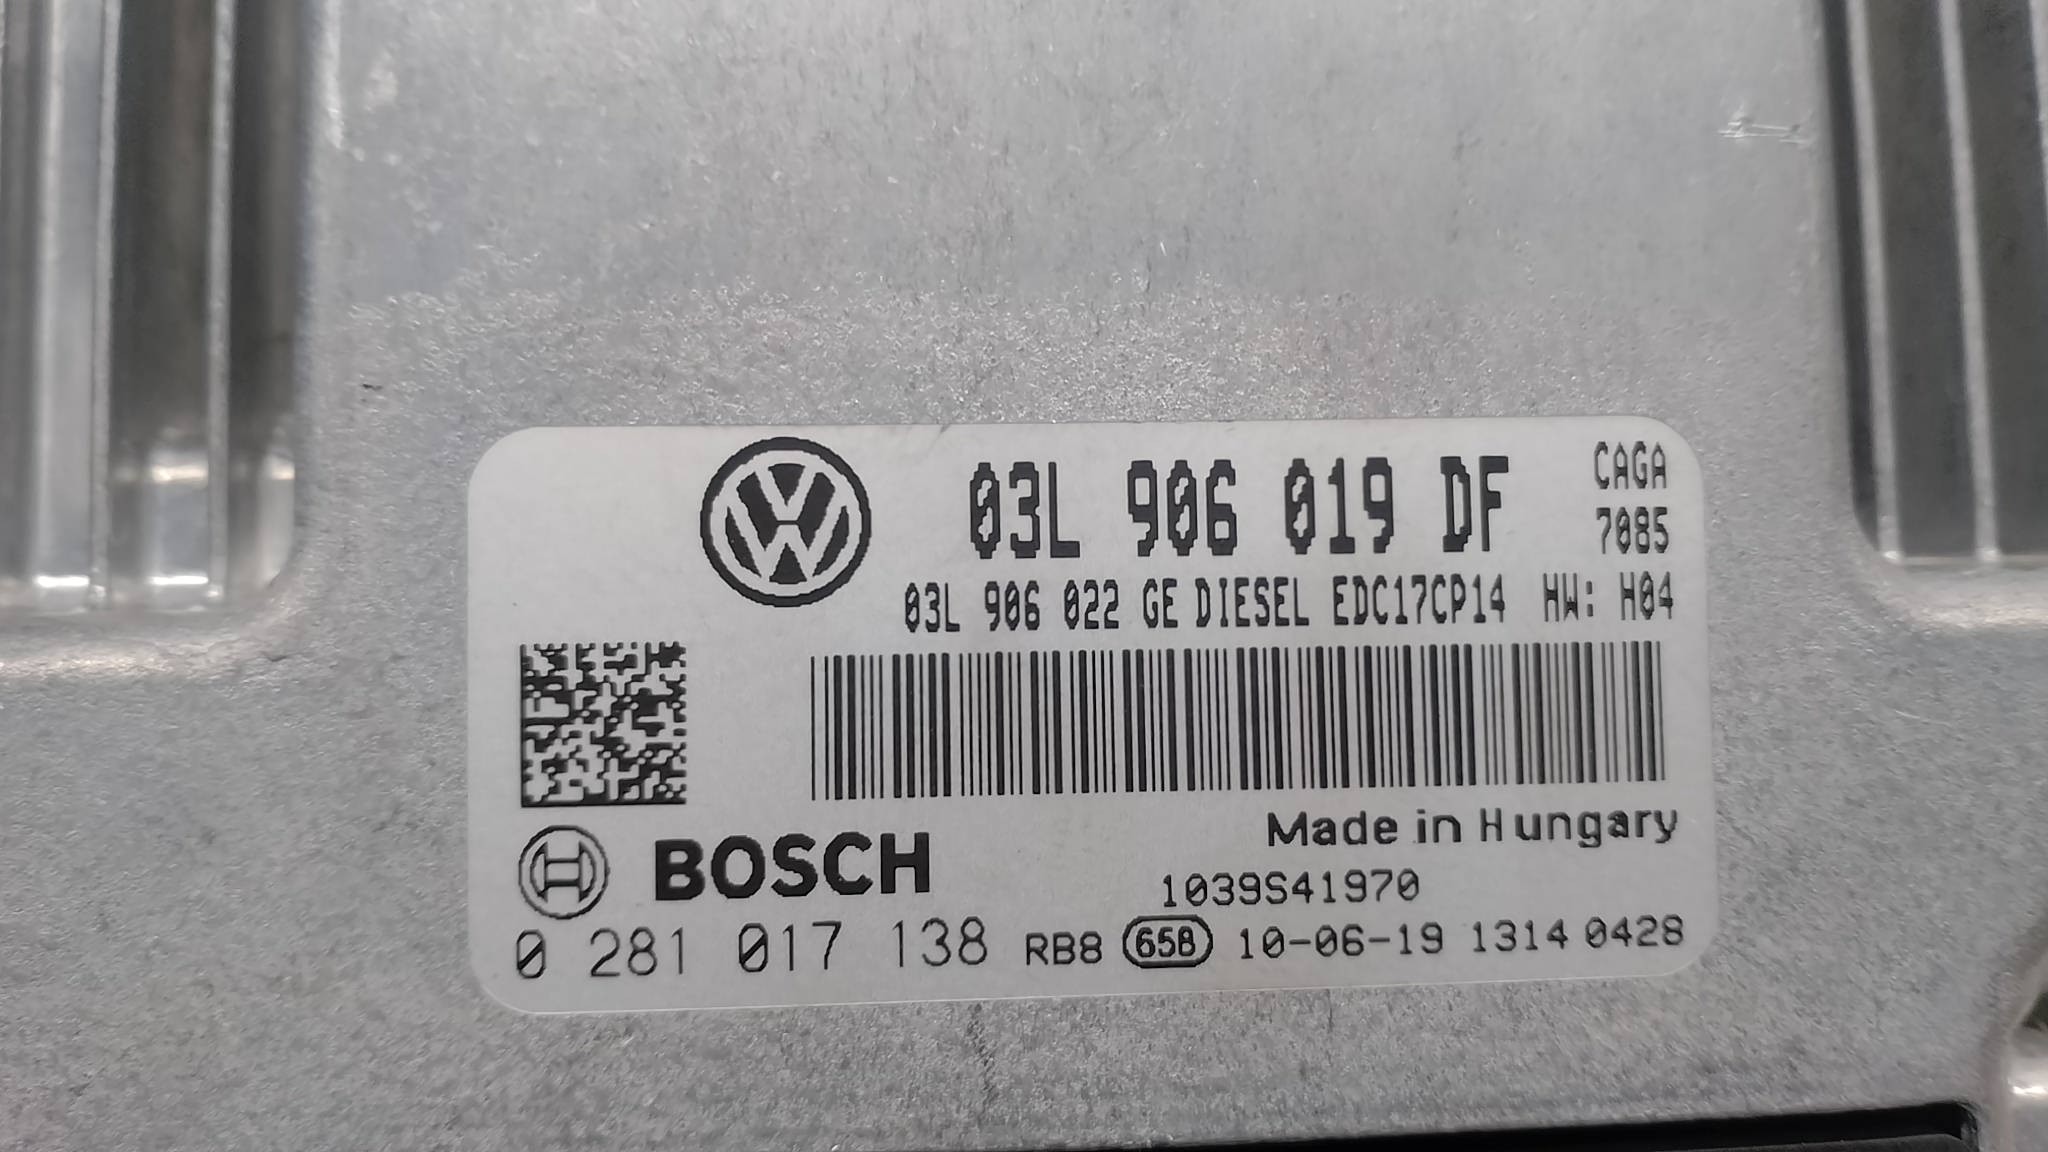 03L 906 019 DF
CAGA
7085
03L 906 022 GE DIESEL EDC17CP14 HW: H04
Made in Hungary
BOSCH
1039S41970
0 281 017 138 RB8 65B 10-06-19 1314 0428